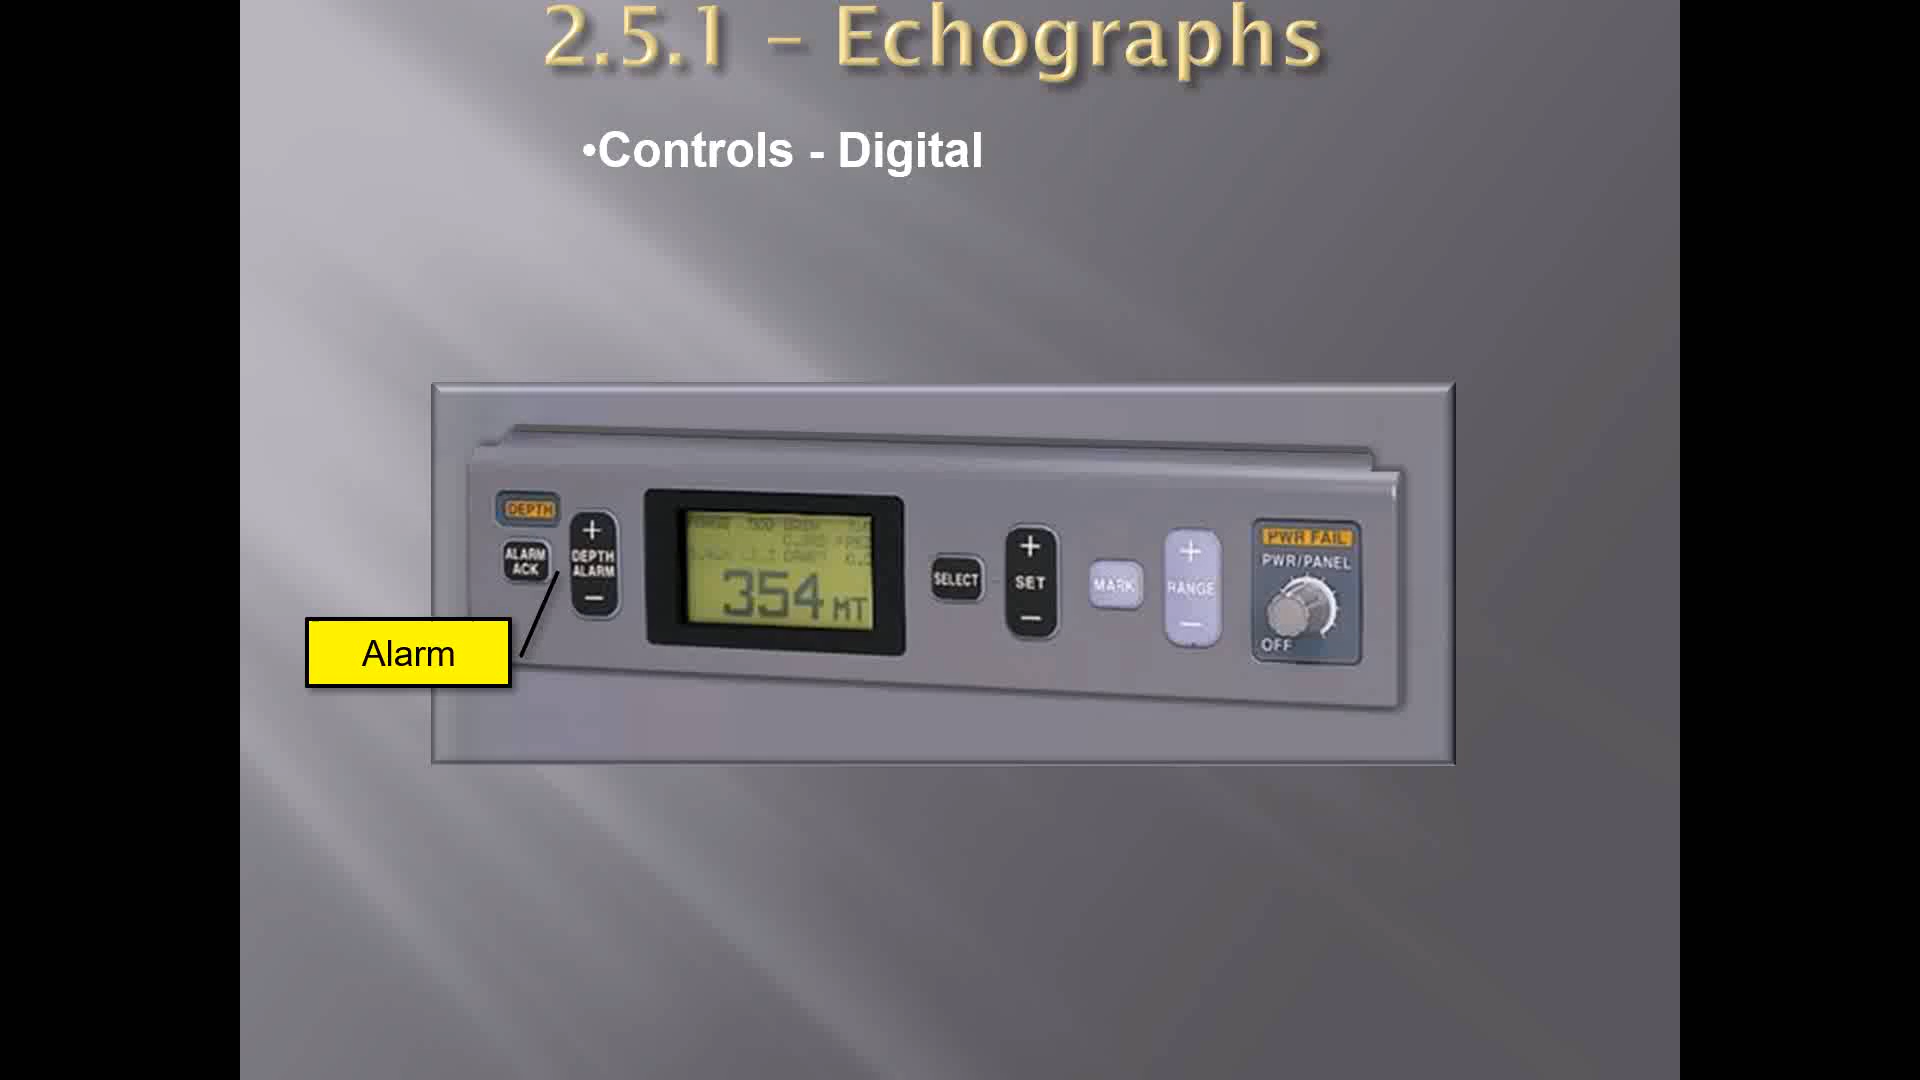 2.5.1 – Echographs
•Controls - Digital
DEPTH
ALARM
ACK
+
DEPTH
ALARM
–
354 MT
SELECT
+
SET
–
MARK
+
RANGE
–
PWR FAIL
PWR/PANEL
OFF
Alarm